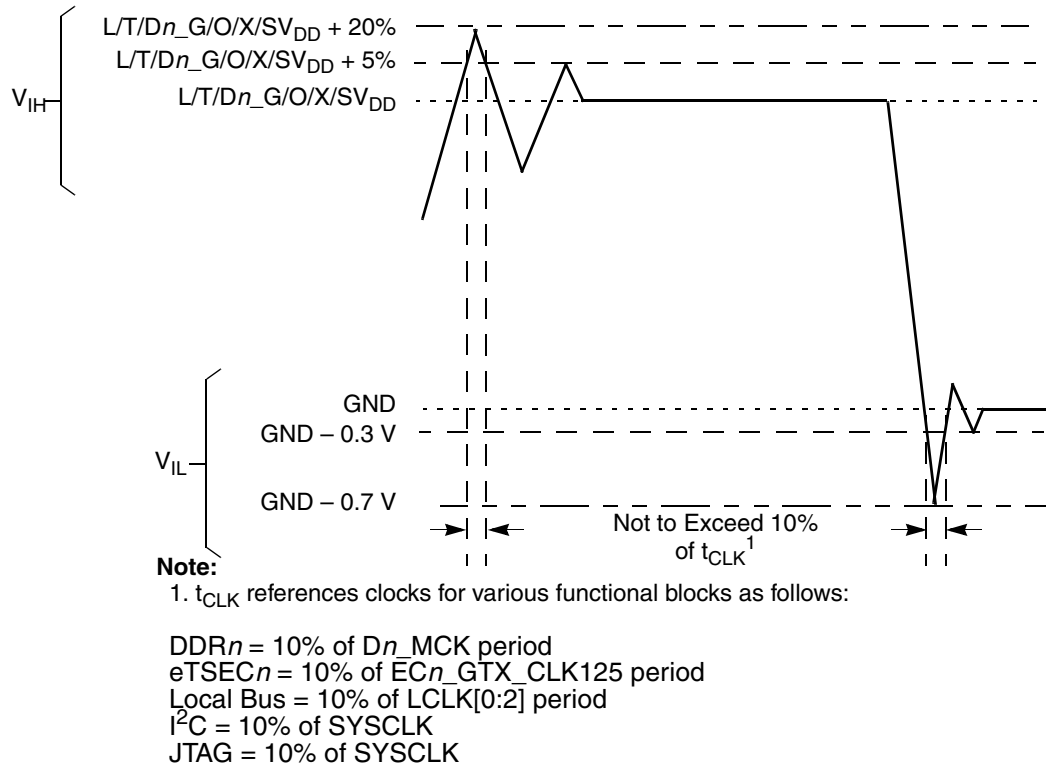 L/T/Dn_G/O/X/SVDD + 20%
L/T/Dn_G/O/X/SVDD + 5%
L/T/Dn_G/O/X/SVDD
VIH
GND
GND – 0.3 V
VIL
GND – 0.7 V
Not to Exceed 10%
of tCLK1
Note:
1. tCLK references clocks for various functional blocks as follows:
DDRn = 10% of Dn_MCK period
eTSECn = 10% of ECn_GTX_CLK125 period
Local Bus = 10% of LCLK[0:2] period
I2C = 10% of SYSCLK
JTAG = 10% of SYSCLK